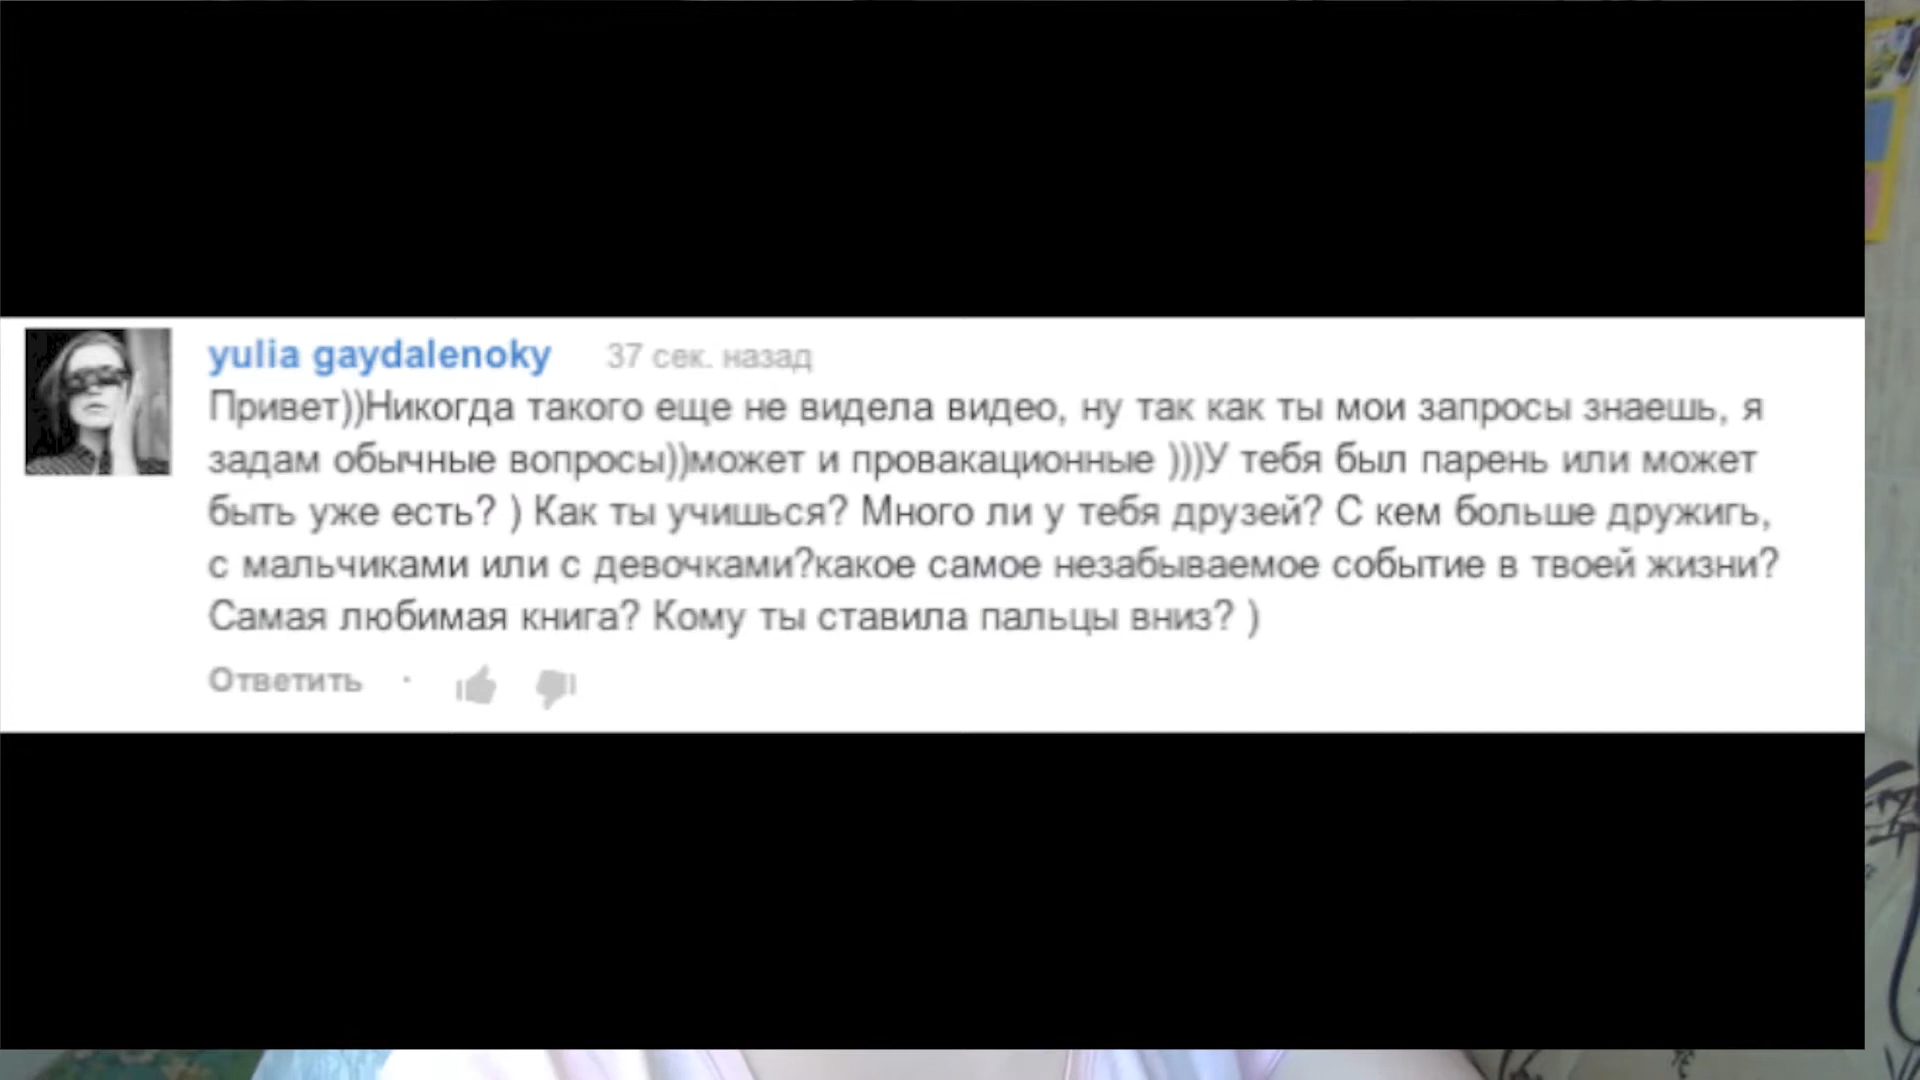 yulia gaydalenoky 37 сек. назад
Привет))Никогда такого еще не видела видео, ну так как ты мои запросы знаешь, я
задам обычные вопросы))может и провакационные )))У тебя был парень или может
быть уже есть? ) Как ты учишься? Много ли у тебя друзей? С кем больше дружигь,
с мальчиками или с девочками?какое самое незабываемое событие в твоей жизни?
Самая любимая книга? Кому ты ставила пальцы вниз? )
Ответить ·